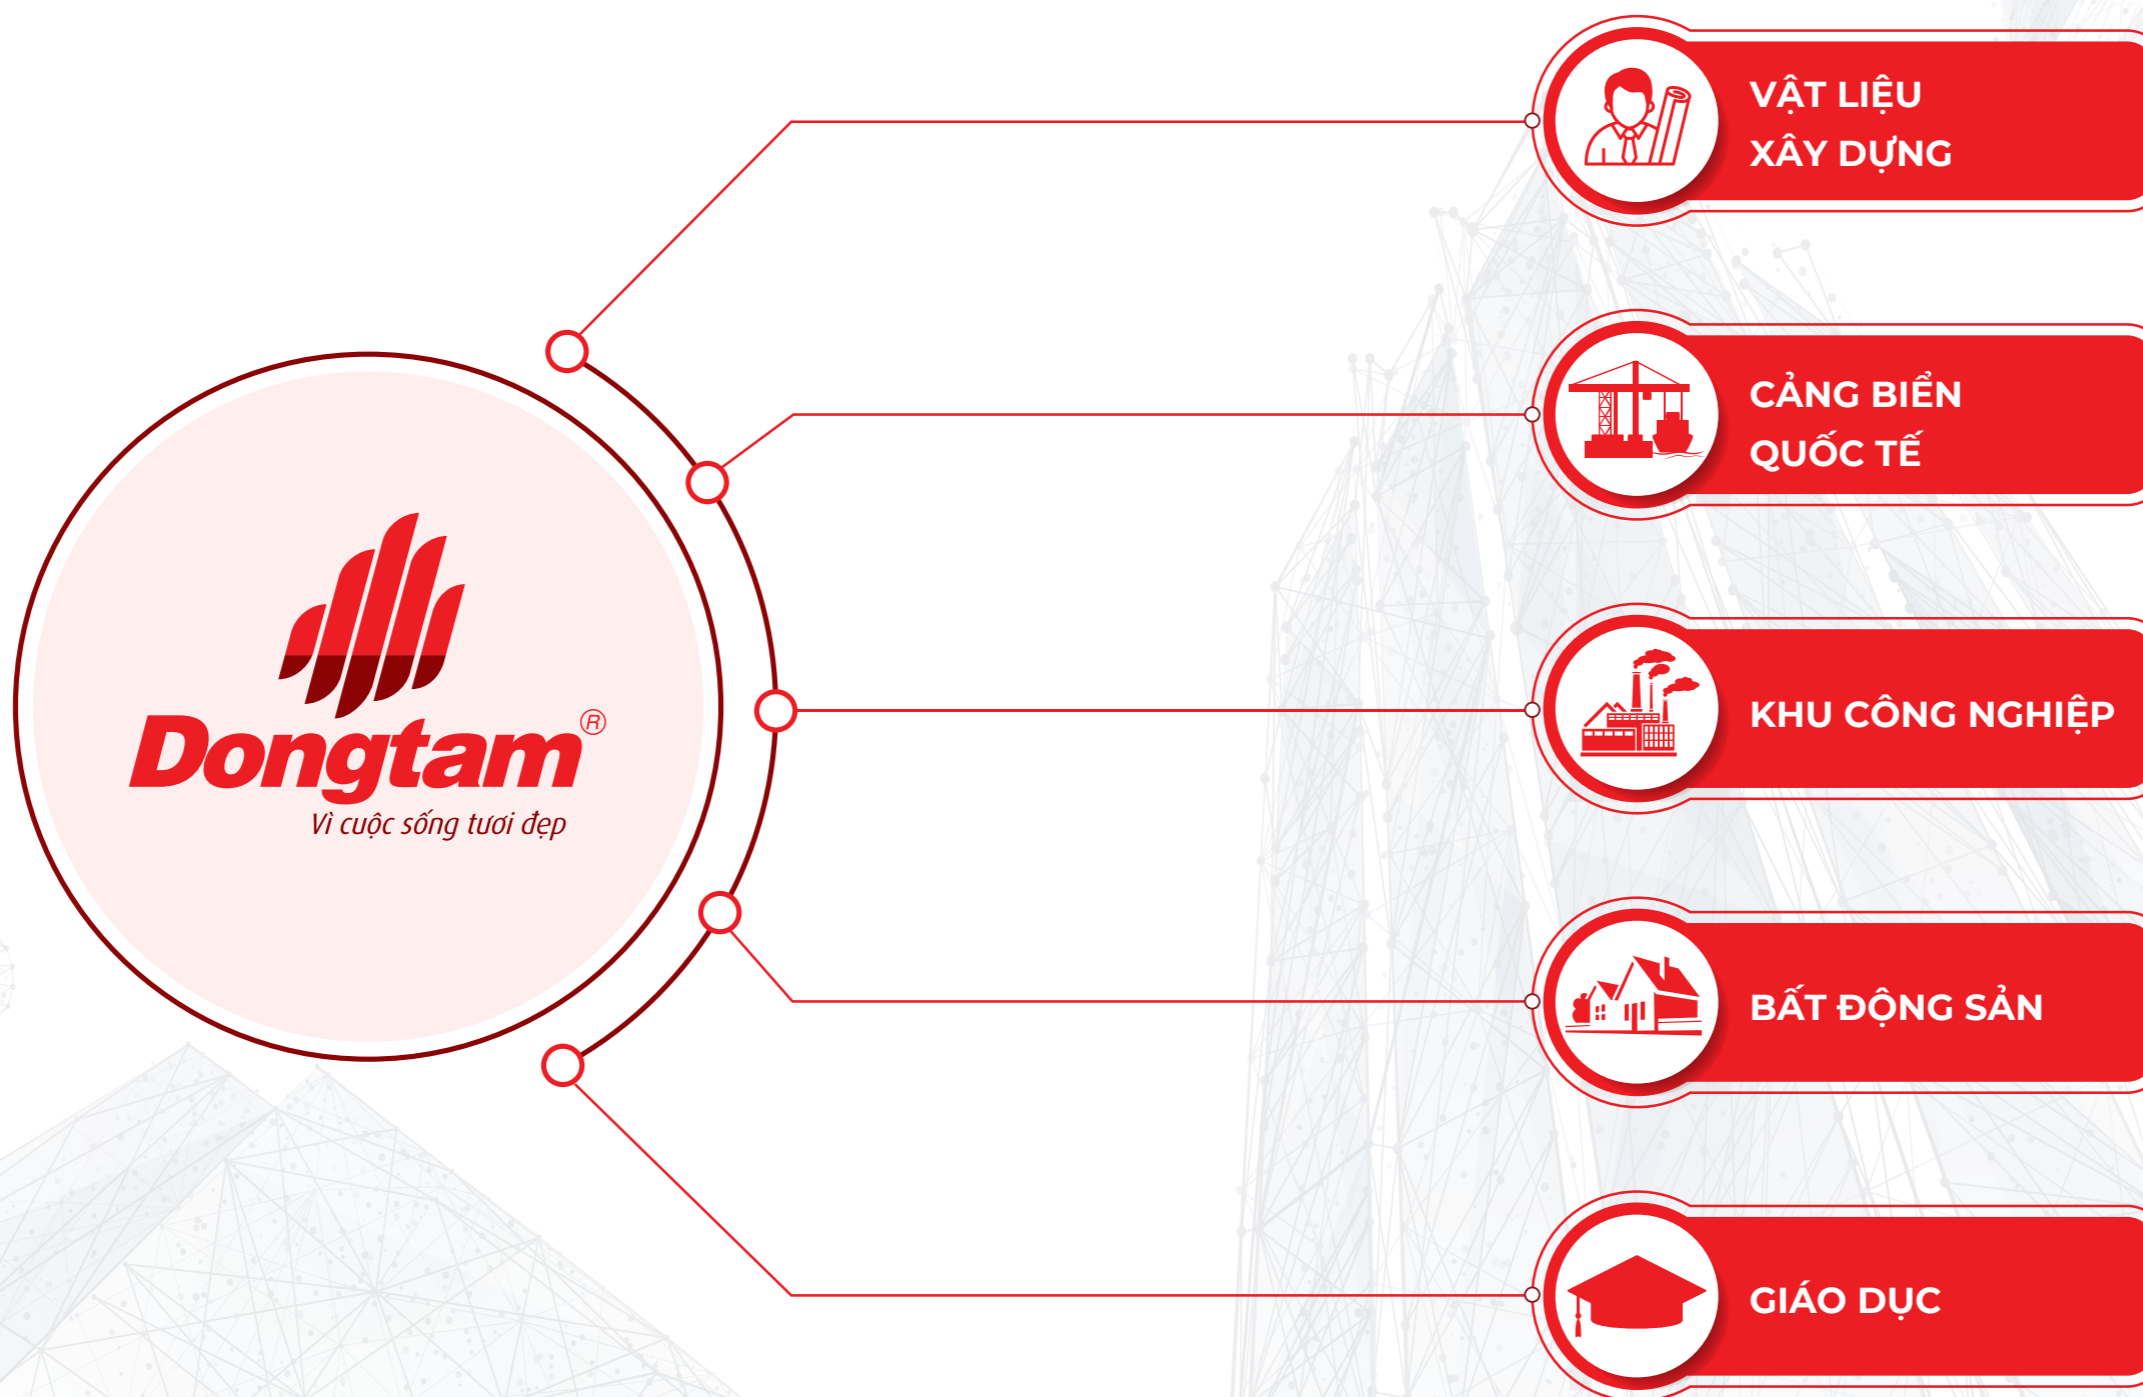 Dongtam®
Vì cuộc sống tươi đẹp
VẬT LIỆU
XÂY DỰNG
CẢNG BIỂN
QUỐC TẾ
KHU CÔNG NGHIỆP
BẤT ĐỘNG SẢN
GIÁO DỤC